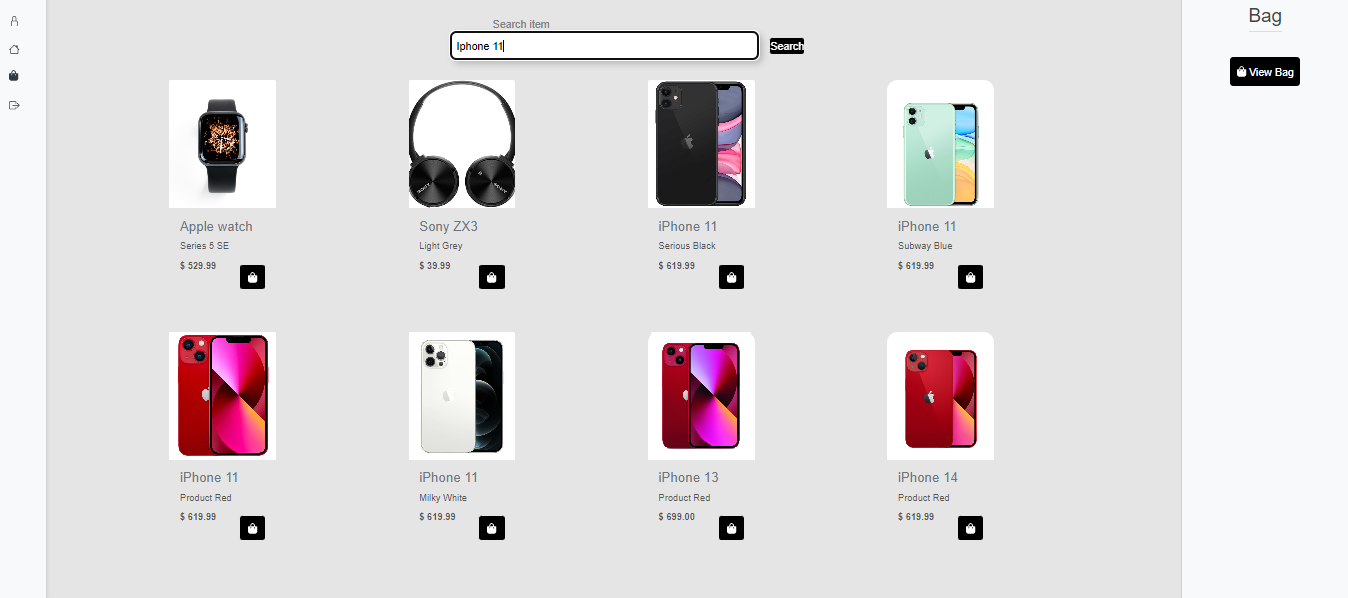 Search item
Iphone 11
Search
Bag
View Bag
Apple watch
Series 5 SE
$ 529.99
Sony ZX3
Light Grey
$ 39.99
iPhone 11
Serious Black
$ 619.99
iPhone 11
Subway Blue
$ 619.99
iPhone 11
Product Red
$ 619.99
iPhone 11
Milky White
$ 619.99
iPhone 13
Product Red
$ 699.00
iPhone 14
Product Red
$ 619.99
SONY
SONY